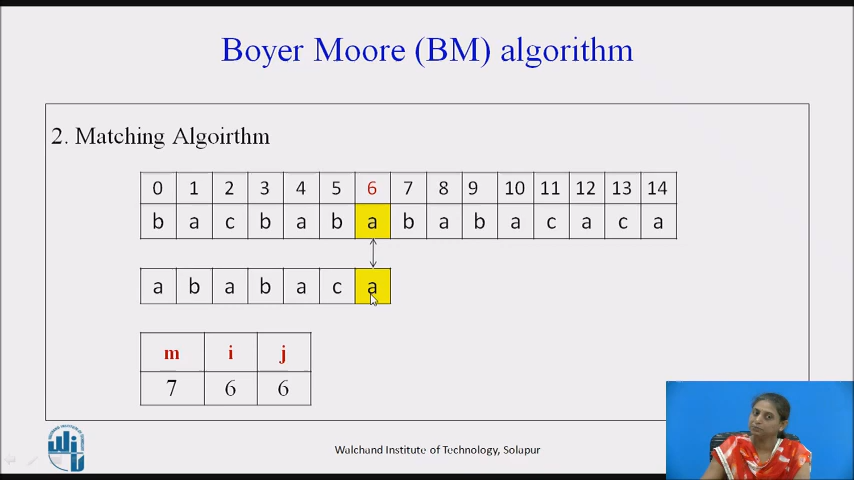 Boyer Moore (BM) algorithm
2. Matching Algoirthm
0 1 2 3 4 5 6 7 8 9 10 11 12 13 14
b a c b a b a b a b a c a c a
a b a b a c a
m i j
7 6 6
Walchand Institute of Technology, Solapur